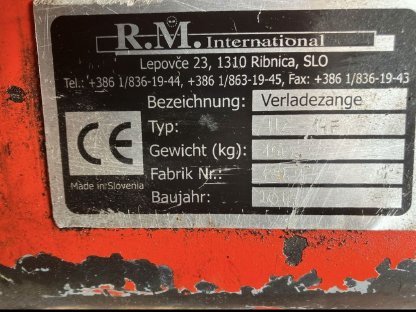 R.M. International
Lepovče 23, 1310 Ribnica, SLO
Tel.: +386 1/836-19-44, +386 1/863-19-45, Fax: +386 1/836-19-43
Bezeichnung: Verladezange
Typ:
Gewicht (kg):
Fabrik Nr.:
Baujahr:
CE
Made in Slovenia